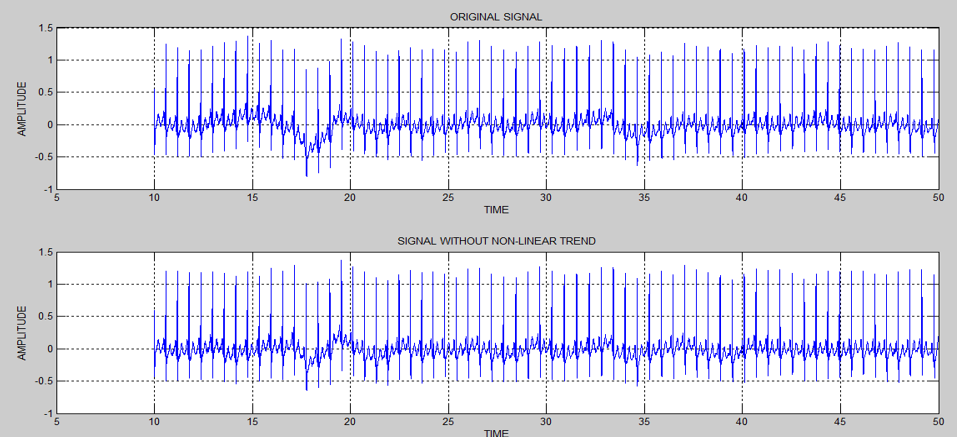 ORIGINAL SIGNAL
AMPLITUDE
1.5
1
0.5
0
-0.5
-1
5 10 15 20 25 30 35 40 45 50
TIME
SIGNAL WITHOUT NON-LINEAR TREND
AMPLITUDE
1.5
1
0.5
0
-0.5
-1
5 10 15 20 25 30 35 40 45 50
TIME